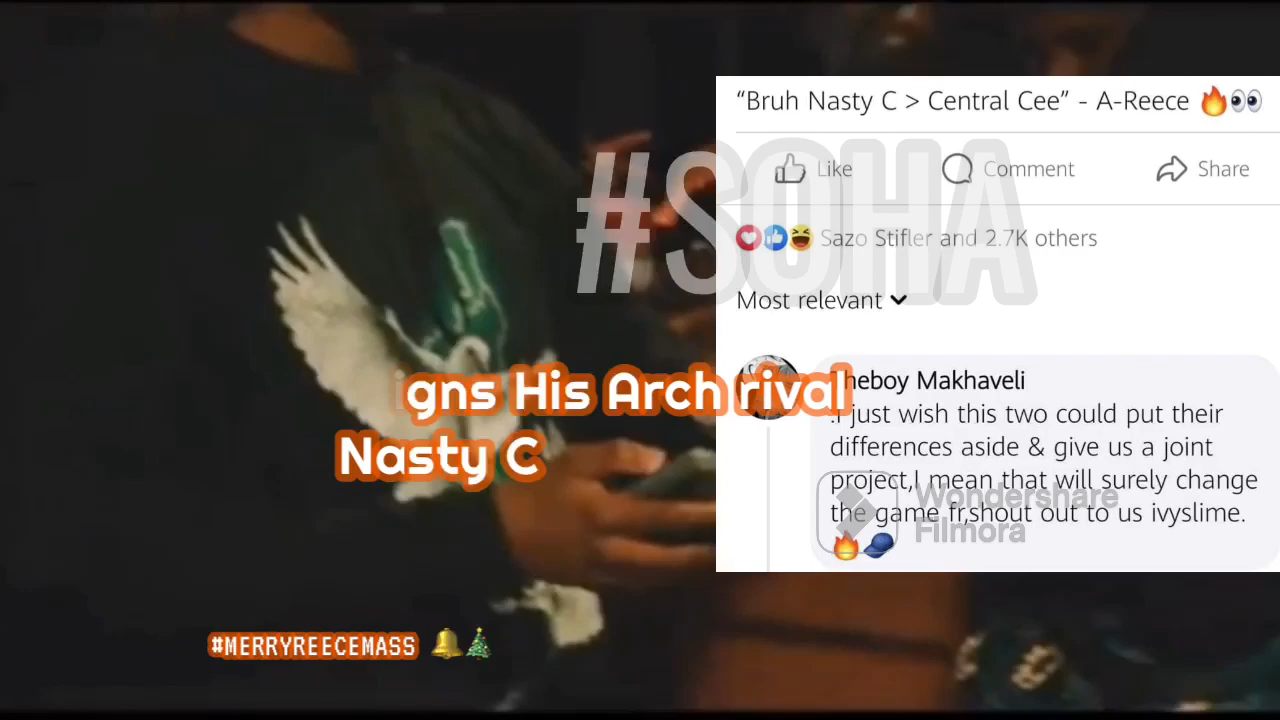 “Bruh Nasty C > Central Cee” - A-Reece 🔥👀
Like
Comment
Share
#SOHA
Sazo Stifler and 2.7K others
Most relevant
Theboy Makhaveli
.I just wish this two could put their
differences aside & give us a joint
project,I mean that will surely change
the game fr,shout out to us ivyslime.
🔥🧢
igns His Arch rival
Nasty C
Wondershare
Filmora
#MERRYREECEMASS 🔔🎄